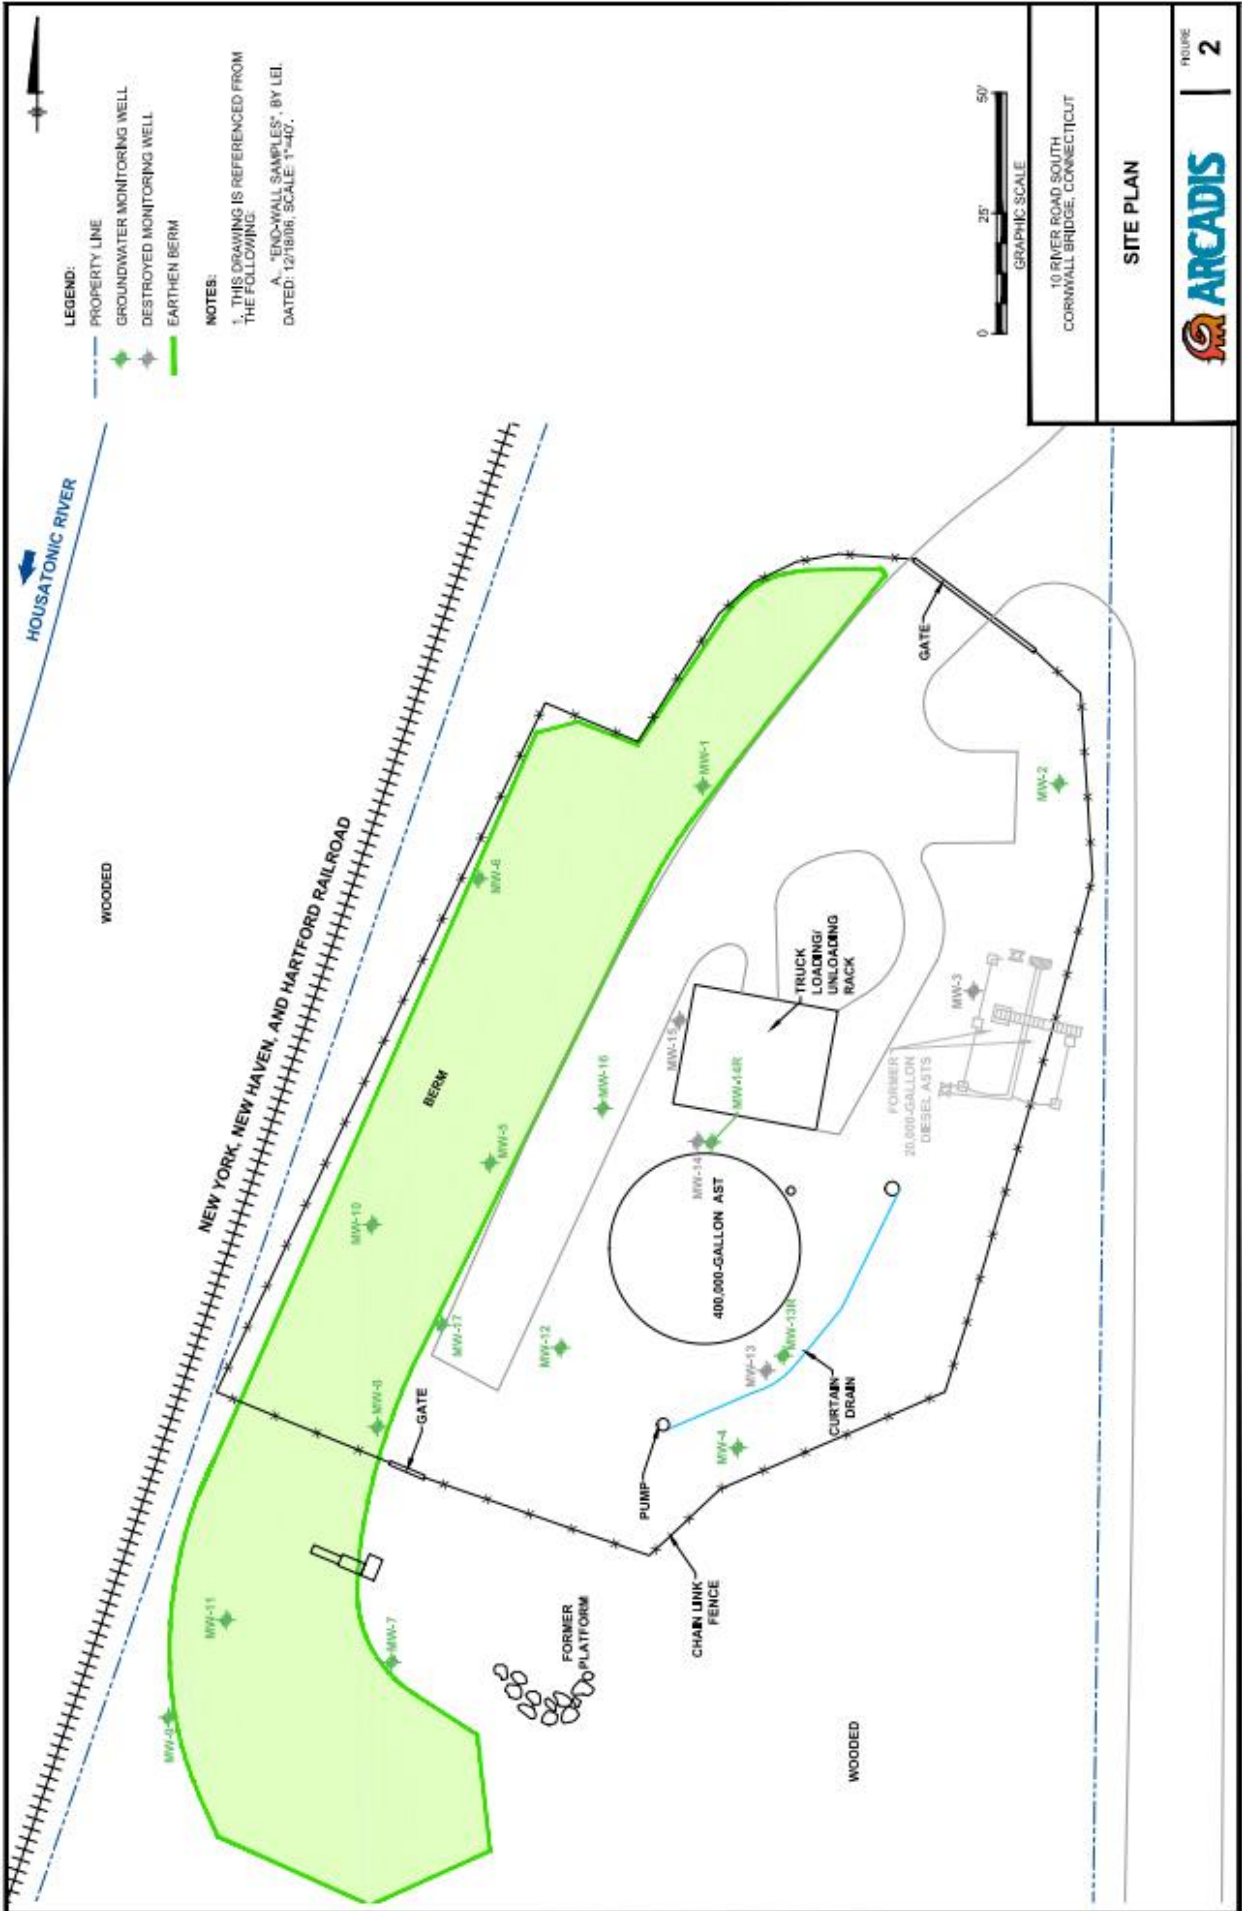 HOUSATONIC RIVER
LEGEND:
PROPERTY LINE
GROUNDWATER MONITORING WELL
DESTROYED MONITORING WELL
EARTHEN BERM
NOTES:
1. THIS DRAWING IS REFERENCED FROM
THE FOLLOWING:
A. "END-WALL SAMPLES", BY LEI.
DATED: 12/18/06, SCALE: 1"=40'.
WOODED
NEW YORK, NEW HAVEN, AND HARTFORD RAILROAD
MW-6
MW-1
GATE
MW-2
BERM
MW-10
MW-5
MW-16
MW-15
TRUCK
LOADING/
UNLOADING
RACK
MW-3
FORMER
20,000-GALLON
DIESEL ASTS
MW-14
MW-14R
400,000-GALLON AST
MW-17
MW-12
MW-13
MW-13R
CURTAIN
DRAIN
MW-8
GATE
MW-4
PUMP
CHAIN LINK
FENCE
MW-11
MW-9
MW-7
FORMER
PLATFORM
WOODED
0 25' 50'
GRAPHIC SCALE
10 RIVER ROAD SOUTH
CORNWALL BRIDGE, CONNECTICUT
SITE PLAN
ARCADIS
FIGURE
2